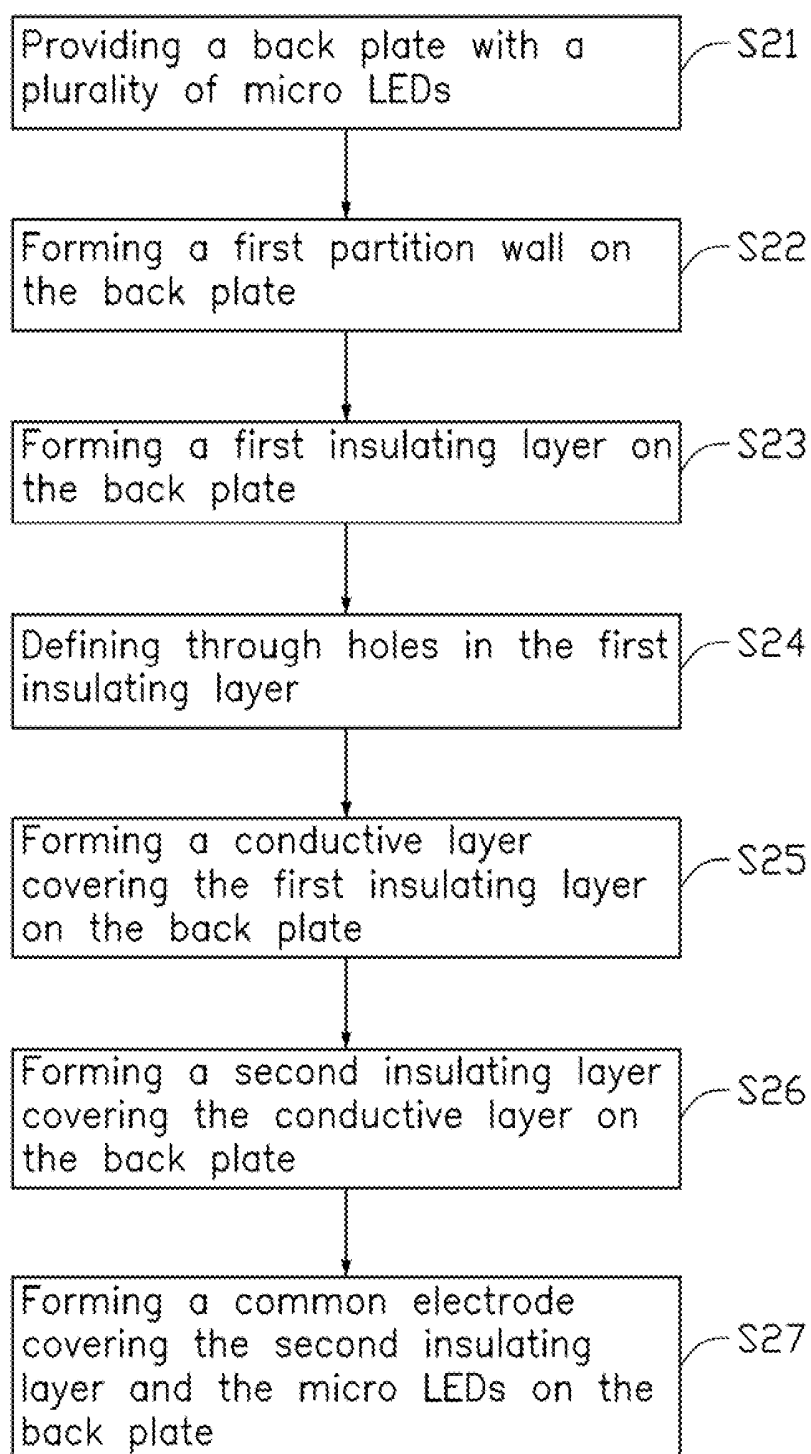 Providing a back plate with a
plurality of micro LEDs
S21
Forming a first partition wall on
the back plate
S22
Forming a first insulating layer on
the back plate
S23
Defining through holes in the first
insulating layer
S24
Forming a conductive layer
covering the first insulating layer
on the back plate
S25
Forming a second insulating layer
covering the conductive layer on
the back plate
S26
Forming a common electrode
covering the second insulating
layer and the micro LEDs on the
back plate
S27